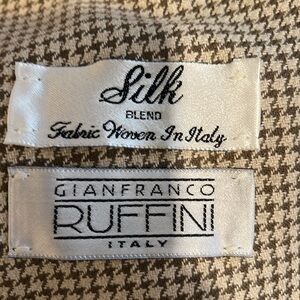 Silk
BLEND
Fabric Woven In Italy
GIANFRANCO
RUFFINI
ITALY